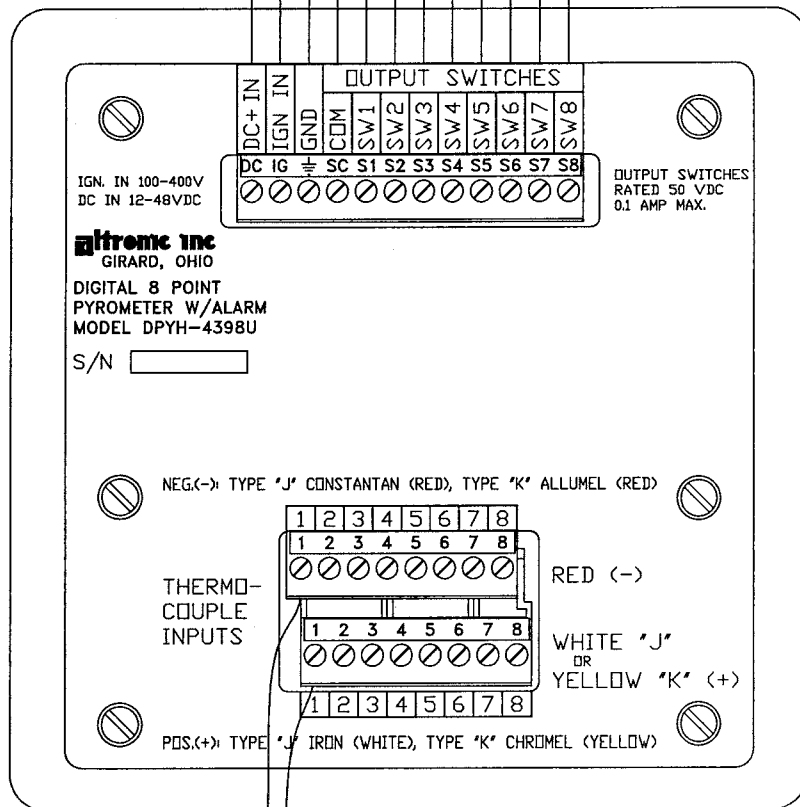 OUTPUT SWITCHES
DC+ IN IGN IN GND COM SW1 SW2 SW3 SW4 SW5 SW6 SW7 SW8
DC IG SC S1 S2 S3 S4 S5 S6 S7 S8
IGN. IN 100-400V
DC IN 12-48VDC
OUTPUT SWITCHES
RATED 50 VDC
0.1 AMP MAX.
altronic inc
GIRARD, OHIO
DIGITAL 8 POINT
PYROMETER W/ALARM
MODEL DPYH-4398U
S/N
NEG.(-): TYPE "J" CONSTANTAN (RED), TYPE "K" ALLUMEL (RED)
1 2 3 4 5 6 7 8
1 2 3 4 5 6 7 8
THERMO-
COUPLE
INPUTS
RED (-)
1 2 3 4 5 6 7 8
WHITE "J"
OR
YELLOW "K" (+)
1 2 3 4 5 6 7 8
POS.(+): TYPE "J" IRON (WHITE), TYPE "K" CHROMEL (YELLOW)